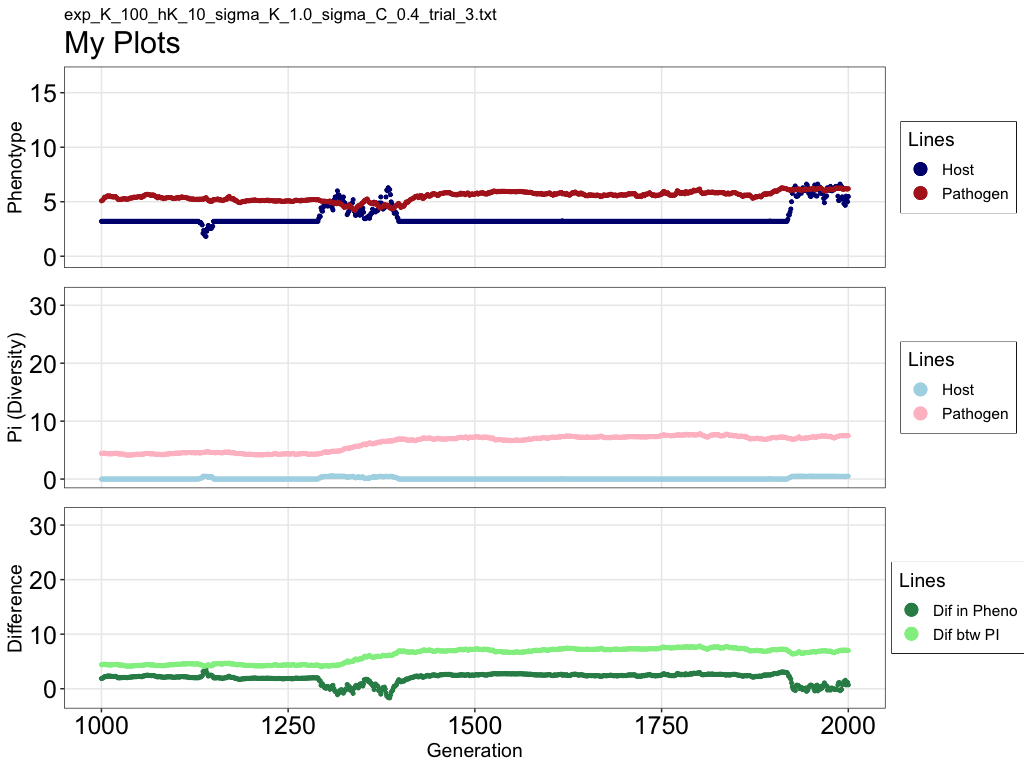 exp_K_100_hK_10_sigma_K_1.0_sigma_C_0.4_trial_3.txt
My Plots
Phenotype
15
10
5
0
Lines
Host
Pathogen
Pi (Diversity)
30
20
10
0
Lines
Host
Pathogen
Difference
30
20
10
0
Lines
Dif in Pheno
Dif btw PI
1000 1250 1500 1750 2000
Generation